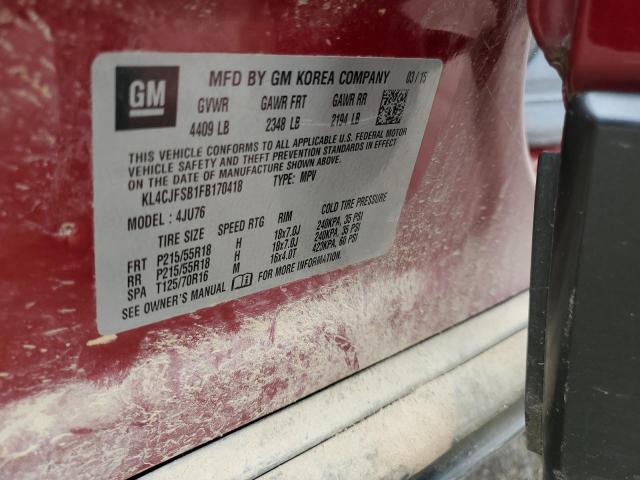 GM MFD BY GM KOREA COMPANY 03/15
GVWR GAWR FRT GAWR RR
4409 LB 2348 LB 2194 LB
THIS VEHICLE CONFORMS TO ALL APPLICABLE U.S. FEDERAL MOTOR
VEHICLE SAFETY AND THEFT PREVENTION STANDARDS IN EFFECT
ON THE DATE OF MANUFACTURE SHOWN ABOVE.
KL4CJFSB1FB170418 TYPE: MPV
MODEL: 4JU76
TIRE SIZE SPEED RTG RIM COLD TIRE PRESSURE
FRT P215/55R18 H 18x7.0J 240KPA, 35 PSI
RR P215/55R18 H 18x7.0J 240KPA, 35 PSI
SPA T125/70R16 M 16x4.0T 420KPA, 60 PSI
SEE OWNER'S MANUAL FOR MORE INFORMATION.